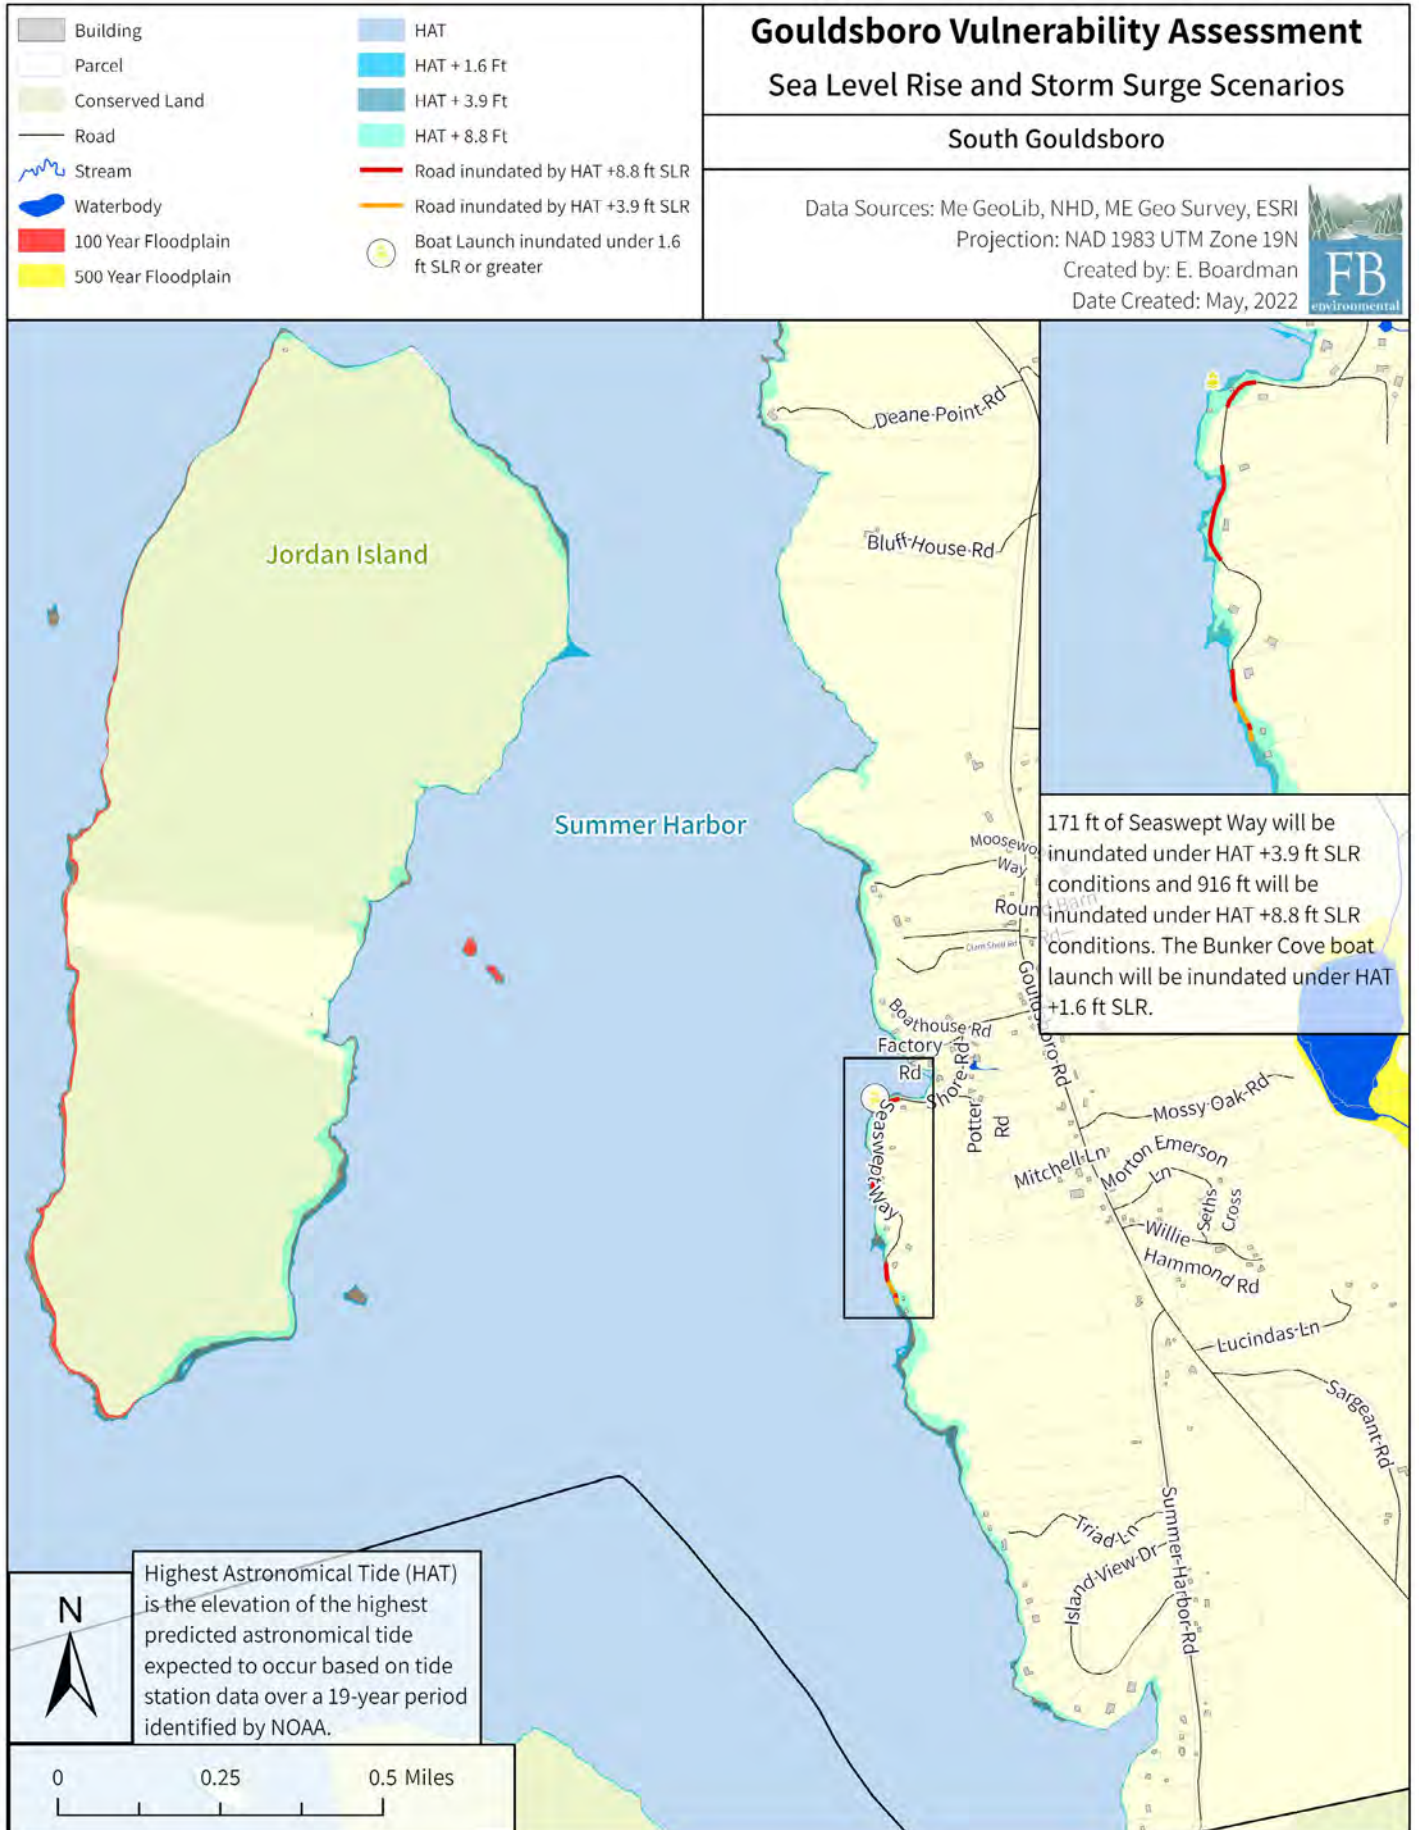 Building
Parcel
Conserved Land
Road
Stream
Waterbody
100 Year Floodplain
500 Year Floodplain
HAT
HAT + 1.6 Ft
HAT + 3.9 Ft
HAT + 8.8 Ft
Road inundated by HAT +8.8 ft SLR
Road inundated by HAT +3.9 ft SLR
Boat Launch inundated under 1.6
ft SLR or greater
Gouldsboro Vulnerability Assessment
Sea Level Rise and Storm Surge Scenarios
South Gouldsboro
Data Sources: Me GeoLib, NHD, ME Geo Survey, ESRI
Projection: NAD 1983 UTM Zone 19N
Created by: E. Boardman
Date Created: May, 2022
FB
environmental
Deane Point Rd
Bluff House Rd
Jordan Island
Summer Harbor
171 ft of Seaswept Way will be
inundated under HAT +3.9 ft SLR
conditions and 916 ft will be
inundated under HAT +8.8 ft SLR
conditions. The Bunker Cove boat
launch will be inundated under HAT
+1.6 ft SLR.
Way
Round Barn
Rd
Clam Shell Rd
Gouldsboro Rd
Boathouse Rd
Factory
Rd
Shore Rd
Potter
Rd
Seaswept Way
Mossy Oak Rd
Mitchell Ln
Morton Emerson
Ln
Seths
Cross
Willie
Hammond Rd
Lucindas Ln
Sargeant Rd
Summer Harbor Rd
Triad Ln
Island View Dr
N
Highest Astronomical Tide (HAT)
is the elevation of the highest
predicted astronomical tide
expected to occur based on tide
station data over a 19-year period
identified by NOAA.
0 0.25 0.5 Miles